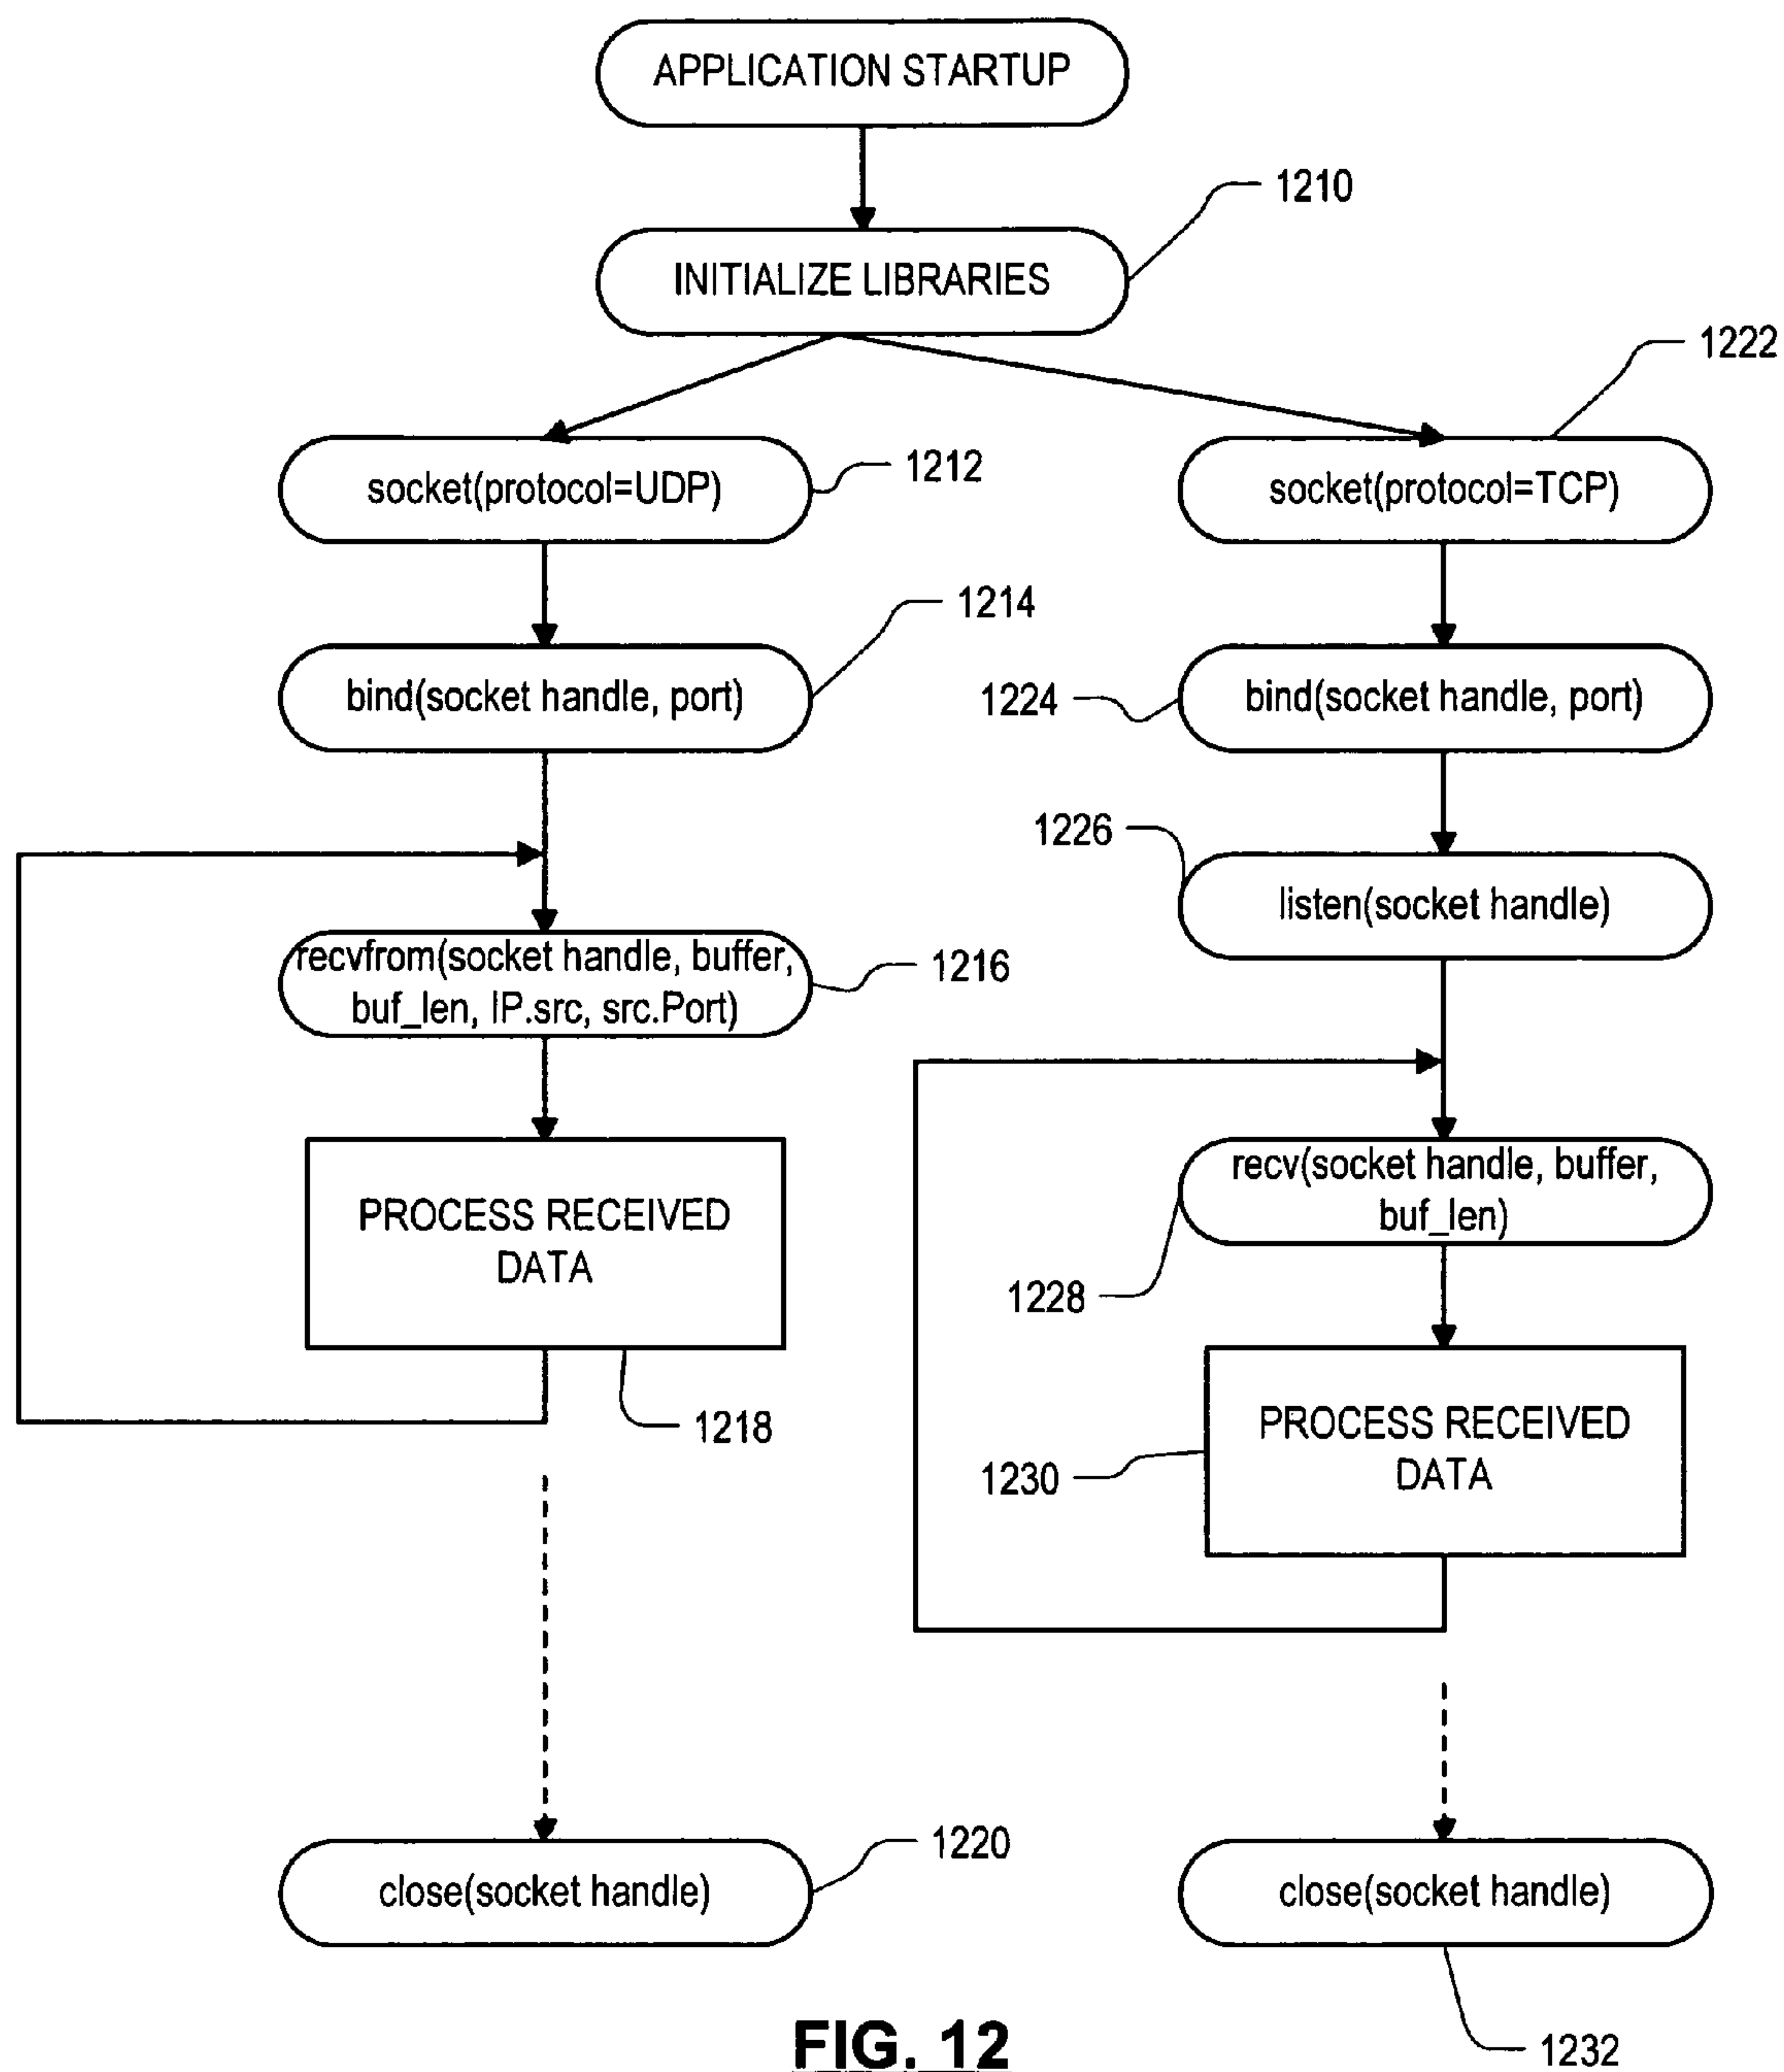 APPLICATION STARTUP
1210
INITIALIZE LIBRARIES
1222
1212
socket(protocol=UDP)
socket(protocol=TCP)
1214
bind(socket handle, port)
1224
bind(socket handle, port)
1226
listen(socket handle)
recvfrom(socket handle, buffer,
buf_len, IP.src, src.Port)
1216
recv(socket handle, buffer,
buf_len)
PROCESS RECEIVED
DATA
1228
1218
PROCESS RECEIVED
DATA
1230
1220
close(socket handle)
close(socket handle)
FIG. 12
1232